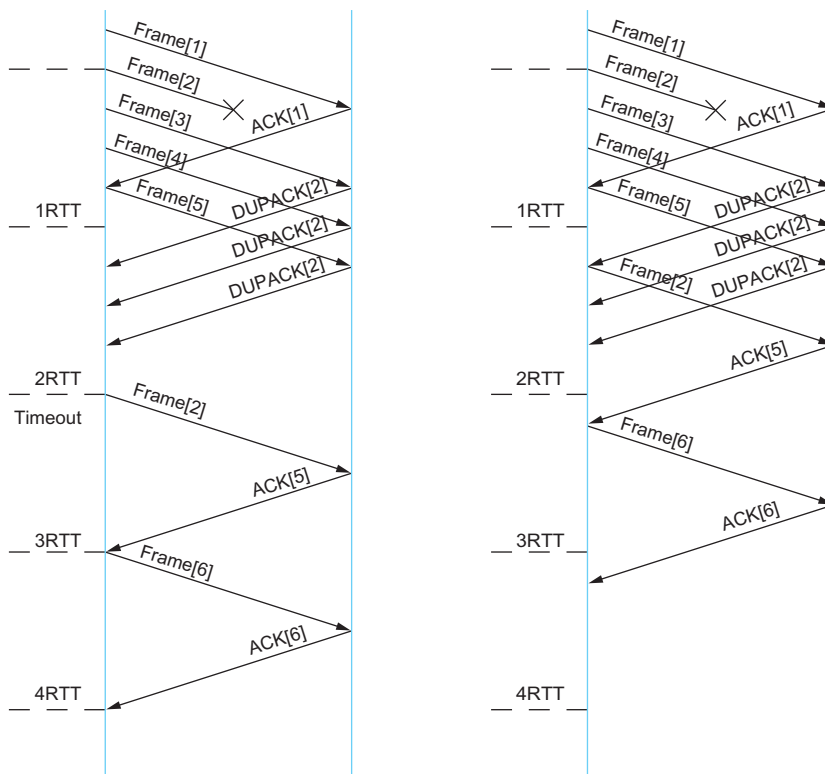 Frame[1]
Frame[2]
Frame[3]
ACK[1]
Frame[4]
Frame[5]
DUPACK[2]
1RTT
DUPACK[2]
DUPACK[2]
2RTT
Frame[2]
Timeout
ACK[5]
3RTT
Frame[6]
ACK[6]
4RTT
Frame[1]
Frame[2]
Frame[3]
ACK[1]
Frame[4]
Frame[5]
DUPACK[2]
1RTT
DUPACK[2]
DUPACK[2]
Frame[2]
ACK[5]
2RTT
Frame[6]
ACK[6]
3RTT
4RTT